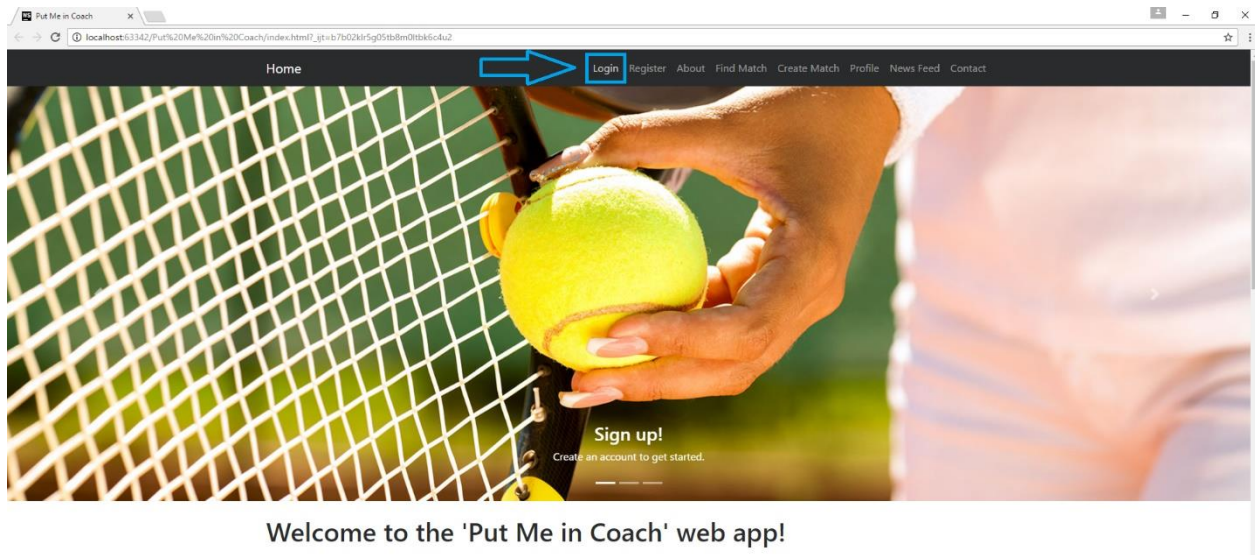 Put Me in Coach
localhost:63342/Put%20Me%20in%20Coach/index.html?_ijt=b7b02klr5g05tb8m0ltbk6c4u2
Home Login Register About Find Match Create Match Profile News Feed Contact
Sign up!
Create an account to get started.
Welcome to the 'Put Me in Coach' web app!